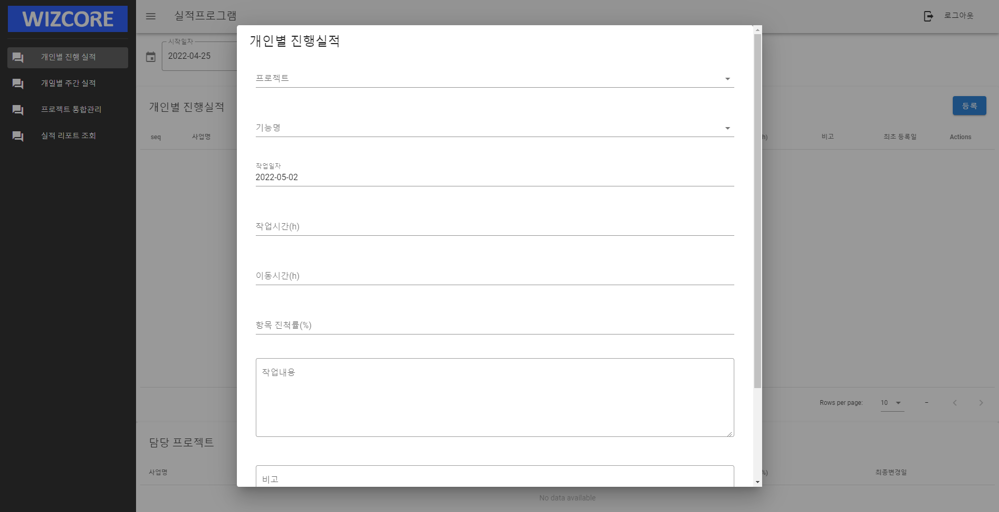 WIZCORE
실적프로그램
로그아웃
개인별 진행 실적
개일별 주간 실적
프로젝트 통합관리
실적 리포트 조회
시작일자
2022-04-25
개인별 진행실적
등록
seq
사업명
h)
비고
최초 등록일
Actions
개인별 진행실적
프로젝트
기능명
작업일자
2022-05-02
작업시간(h)
이동시간(h)
항목 진척률(%)
작업내용
비고
Rows per page:
10
–
담당 프로젝트
사업명
%)
최종변경일
No data available